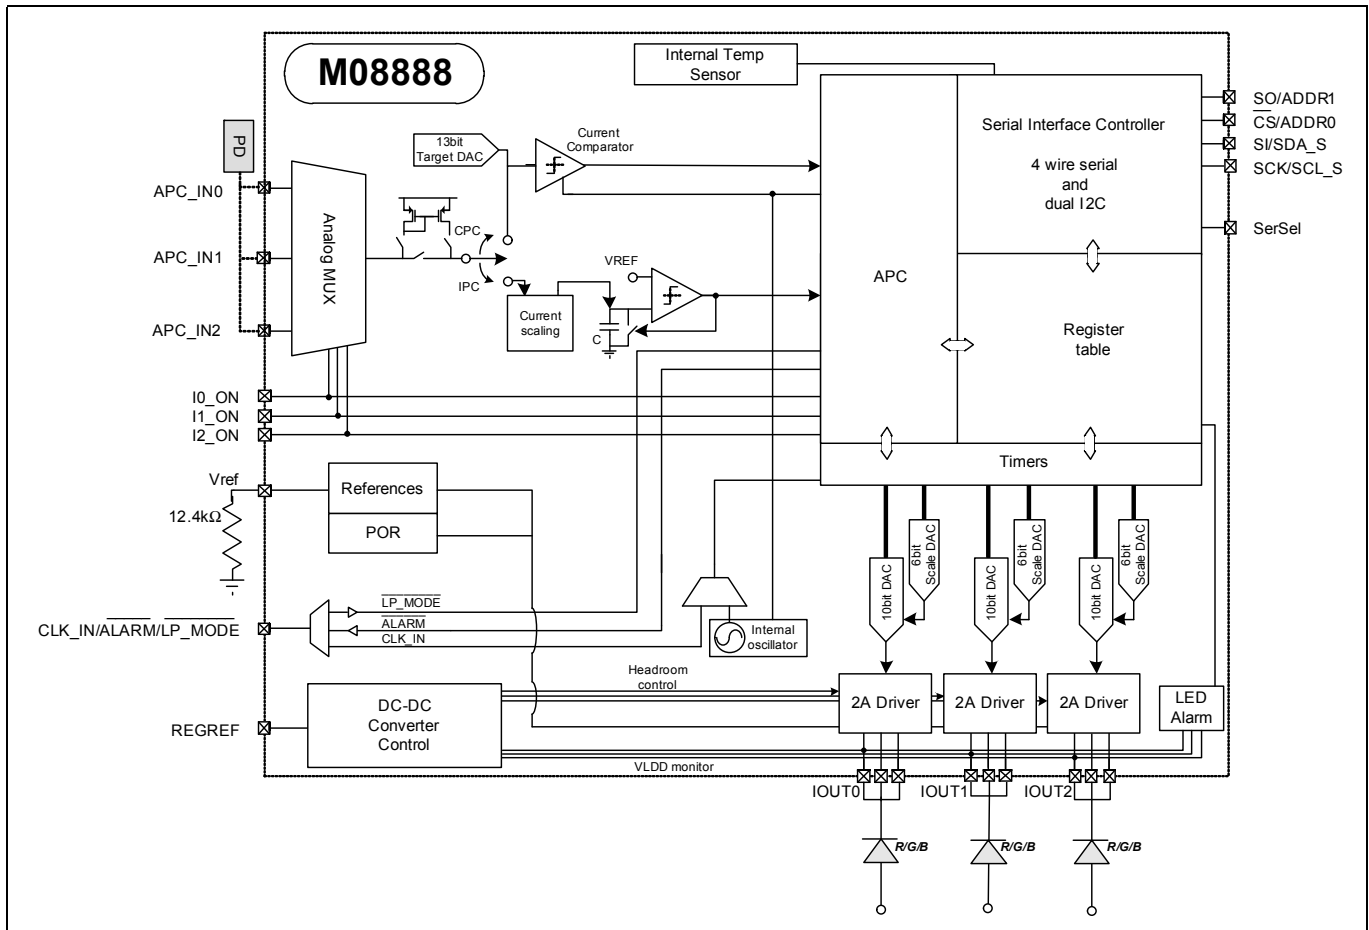 M08888
Internal Temp
Sensor
PD
APC_IN0
APC_IN1
APC_IN2
Analog MUX
13bit
Target DAC
Current
Comparator
CPC
IPC
VREF
Current
scaling
C
APC
Serial Interface Controller
4 wire serial
and
dual I2C
Register
table
Timers
SO/ADDR1
CS/ADDR0
SI/SDA_S
SCK/SCL_S
SerSel
I0_ON
I1_ON
I2_ON
Vref
12.4kΩ
References
POR
CLK_IN/ALARM/LP_MODE
LP_MODE
ALARM
CLK_IN
Internal
oscillator
10bit DAC
6bit
Scale DAC
10bit DAC
6bit
Scale DAC
10bit DAC
6bit
Scale DAC
REGREF
DC-DC
Converter
Control
Headroom
control
2A Driver
2A Driver
2A Driver
LED
Alarm
VLDD monitor
IOUT0
IOUT1
IOUT2
R/G/B
R/G/B
R/G/B